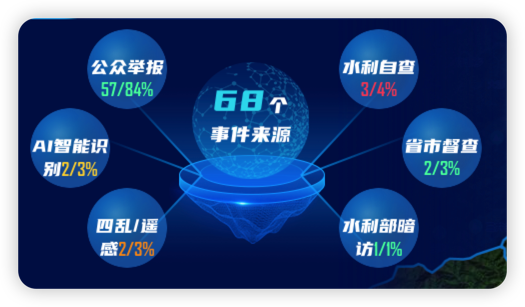 公众举报
57/84%
68个
事件来源
水利自查
3/4%
AI智能识
别2/3%
省市督查
2/3%
四乱/遥
感2/3%
水利部暗
访1/1%